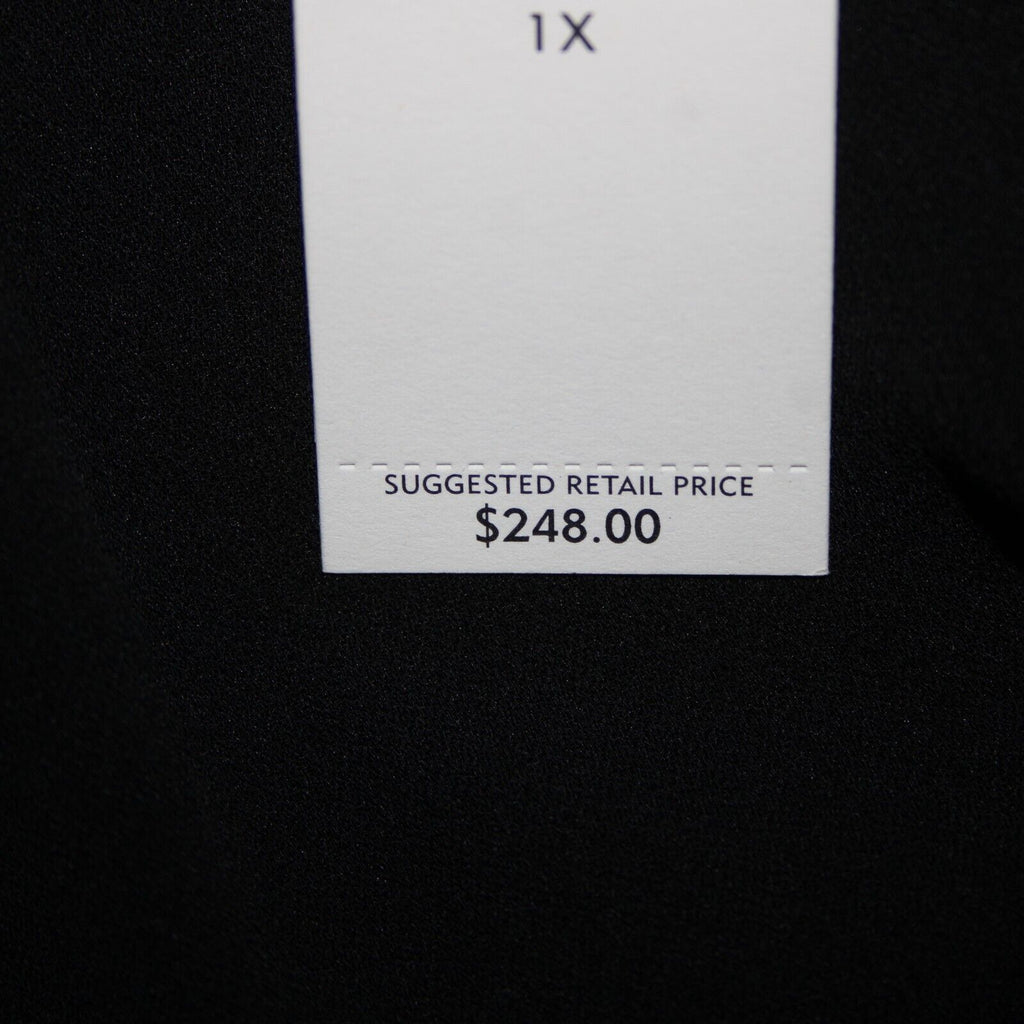 1X
SUGGESTED RETAIL PRICE
$248.00